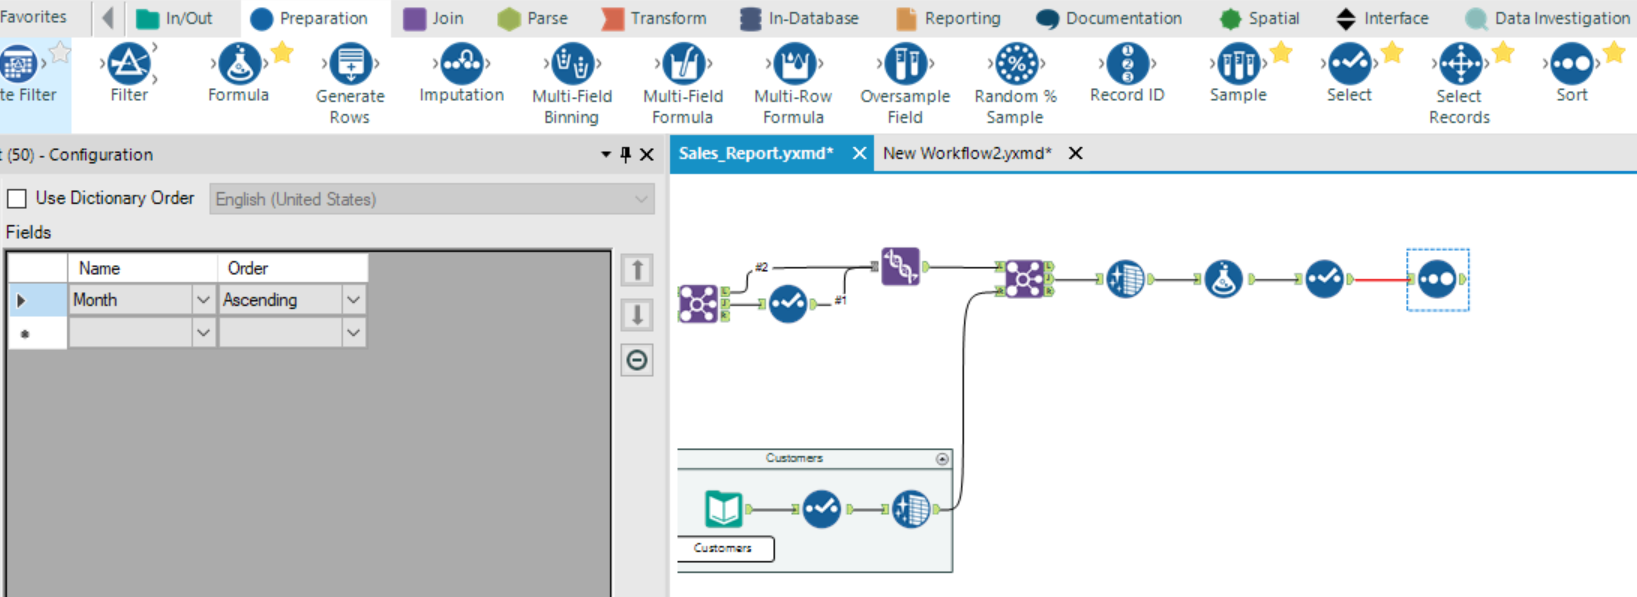 Favorites In/Out Preparation Join Parse Transform In-Database Reporting Documentation Spatial Interface Data Investigation
te Filter Filter Formula Generate Rows Imputation Multi-Field Binning Multi-Field Formula Multi-Row Formula Oversample Field Random % Sample Record ID Sample Select Select Records Sort
t (50) - Configuration
Sales_Report.yxmd* New Workflow2.yxmd*
Use Dictionary Order English (United States)
Fields
Name Order
Month Ascending
#2
#1
Customers
Customers